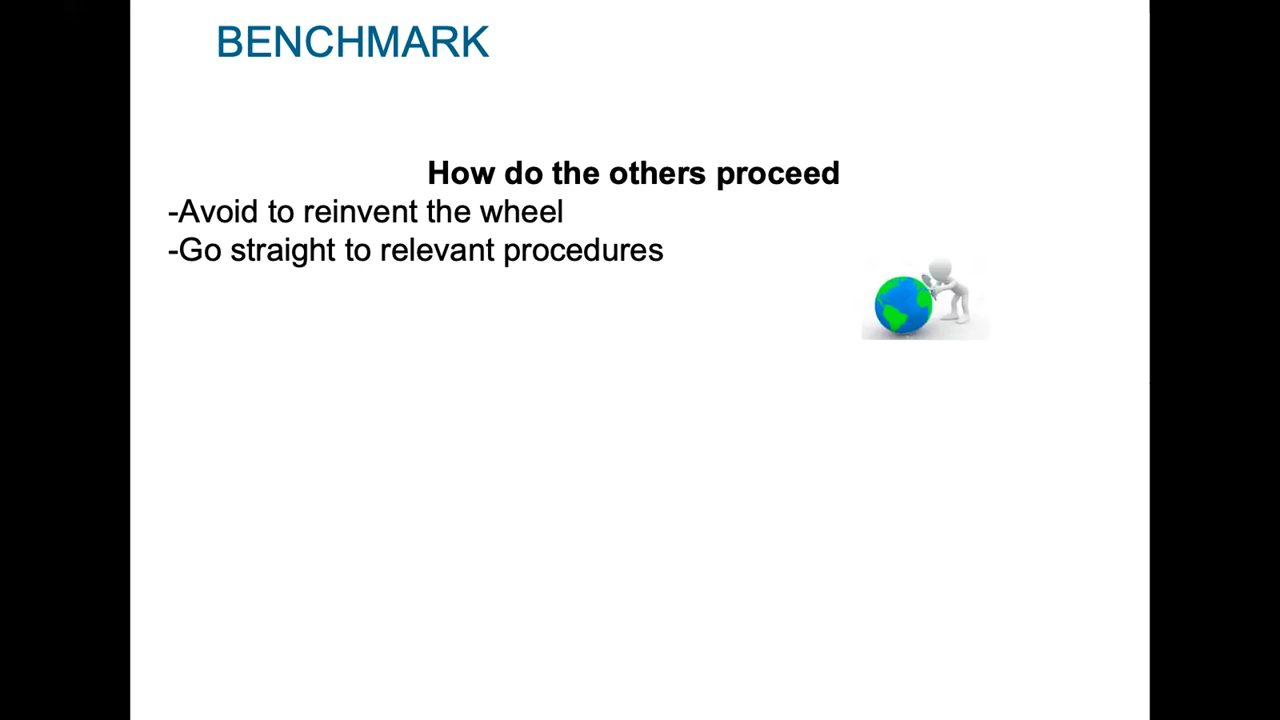 BENCHMARK
How do the others proceed
-Avoid to reinvent the wheel
-Go straight to relevant procedures